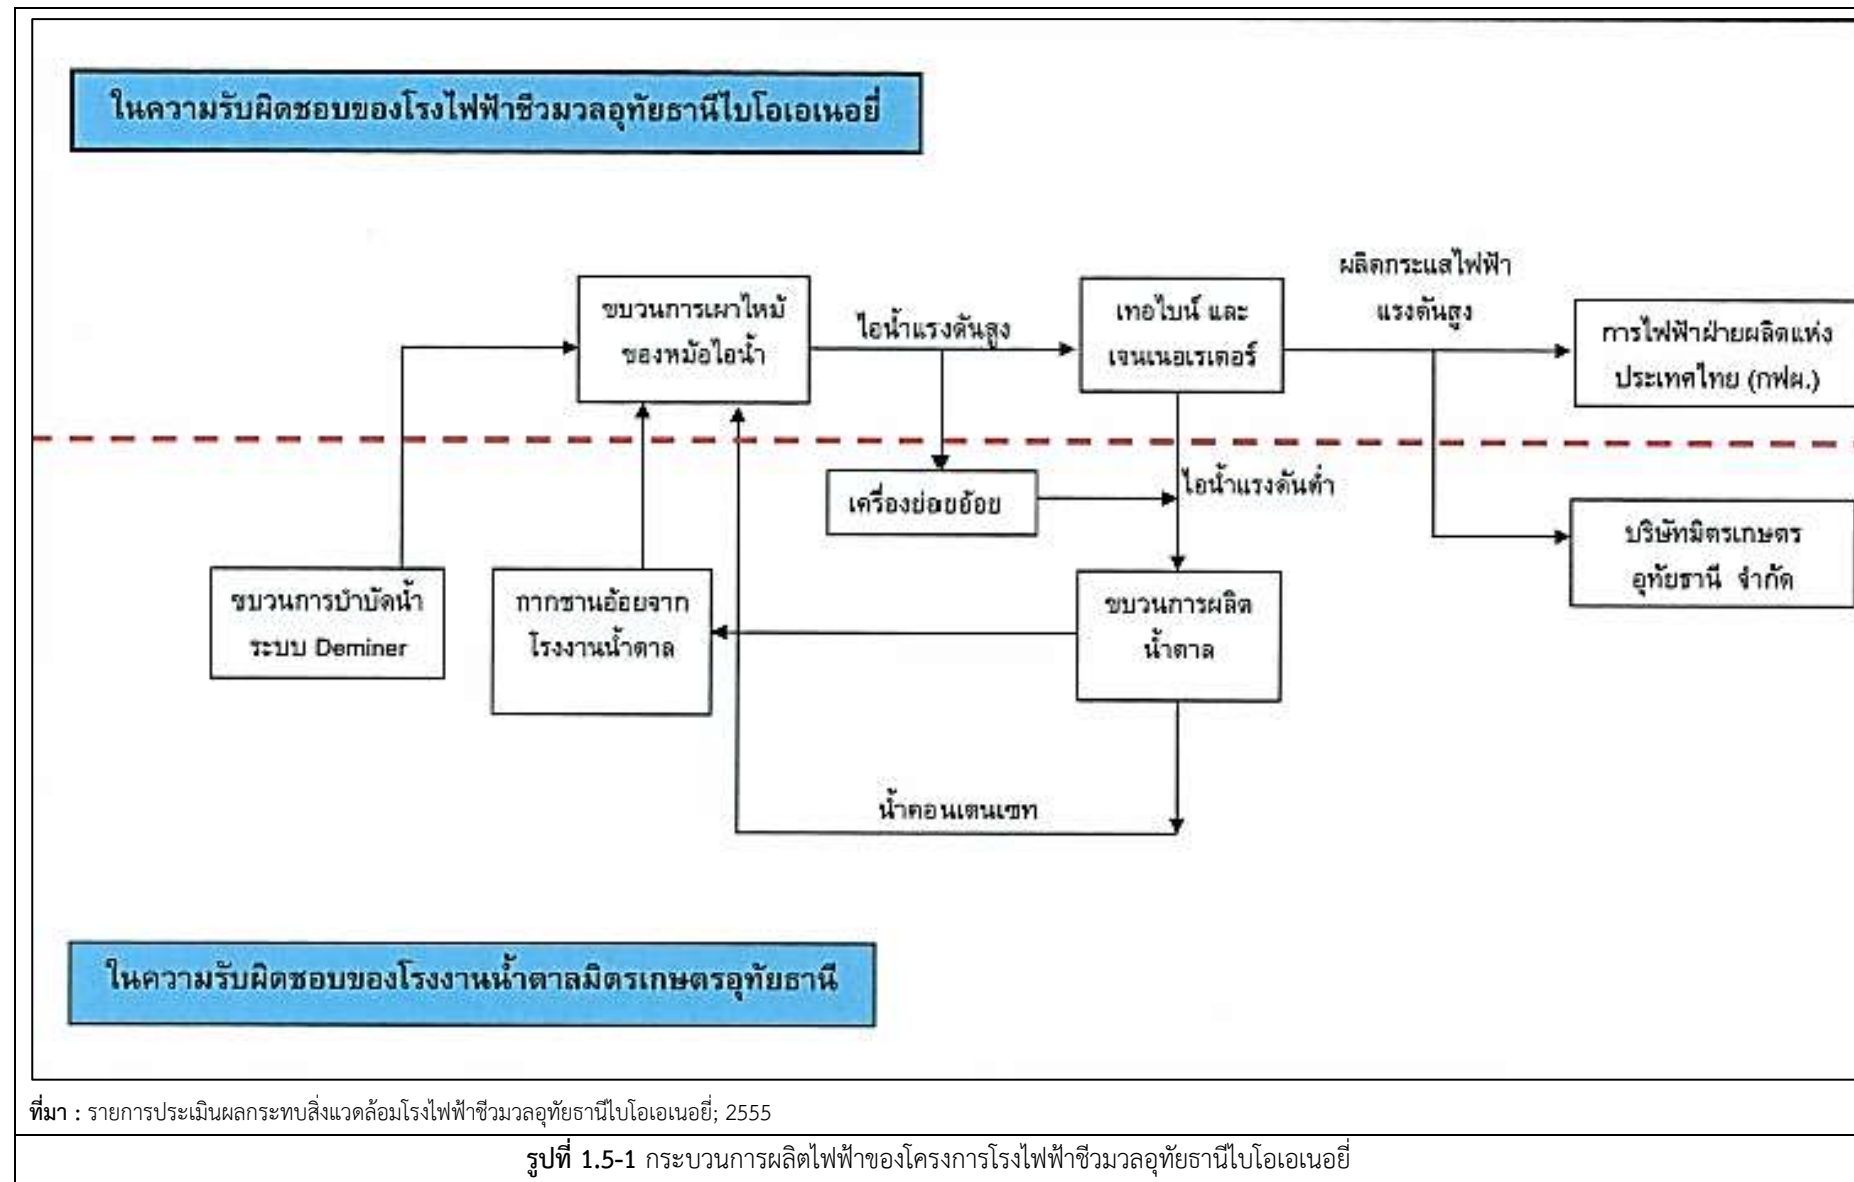 ในความรับผิดชอบของโรงไฟฟ้าชีวมวลอุทัยธานีไบโอเอเนอยี่
ขบวนการเผาไหม้
ของหม้อไอน้ำ
ไอน้ำแรงดันสูง
เทอไบน์ และ
เจนเนอเรเตอร์
ผลิตกระแสไฟฟ้า
แรงดันสูง
การไฟฟ้าฝ่ายผลิตแห่ง
ประเทศไทย (กฟผ.)
เครื่องย่อยอ้อย
ไอน้ำแรงดันต่ำ
บริษัทมิตรเกษตร
อุทัยธานี จำกัด
ขบวนการบำบัดน้ำ
ระบบ Deminer
กากชานอ้อยจาก
โรงงานน้ำตาล
ขบวนการผลิต
น้ำตาล
น้ำคอนเดนเซท
ในความรับผิดชอบของโรงงานน้ำตาลมิตรเกษตรอุทัยธานี
ที่มา : รายการประเมินผลกระทบสิ่งแวดล้อมโรงไฟฟ้าชีวมวลอุทัยธานีไบโอเอเนอยี่; 2555
รูปที่ 1.5-1 กระบวนการผลิตไฟฟ้าของโครงการโรงไฟฟ้าชีวมวลอุทัยธานีไบโอเอเนอยี่